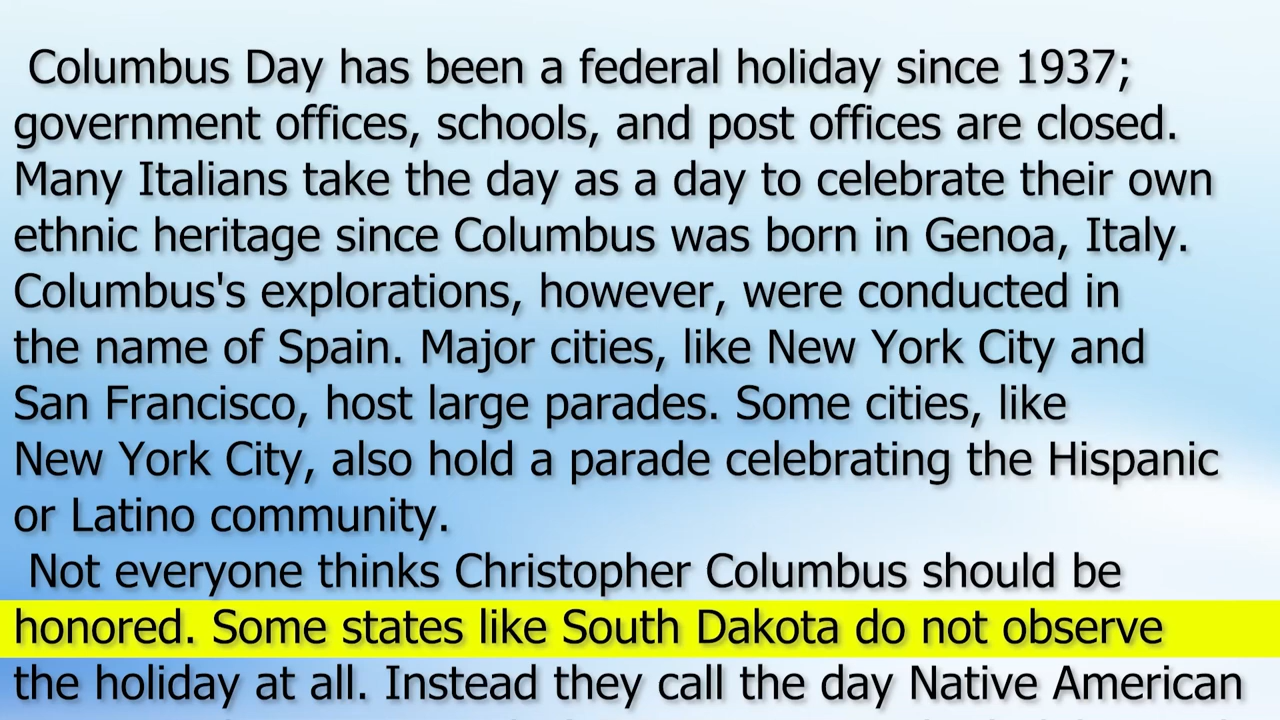 Columbus Day has been a federal holiday since 1937;
government offices, schools, and post offices are closed.
Many Italians take the day as a day to celebrate their own
ethnic heritage since Columbus was born in Genoa, Italy.
Columbus's explorations, however, were conducted in
the name of Spain. Major cities, like New York City and
San Francisco, host large parades. Some cities, like
New York City, also hold a parade celebrating the Hispanic
or Latino community.
Not everyone thinks Christopher Columbus should be
honored. Some states like South Dakota do not observe
the holiday at all. Instead they call the day Native American